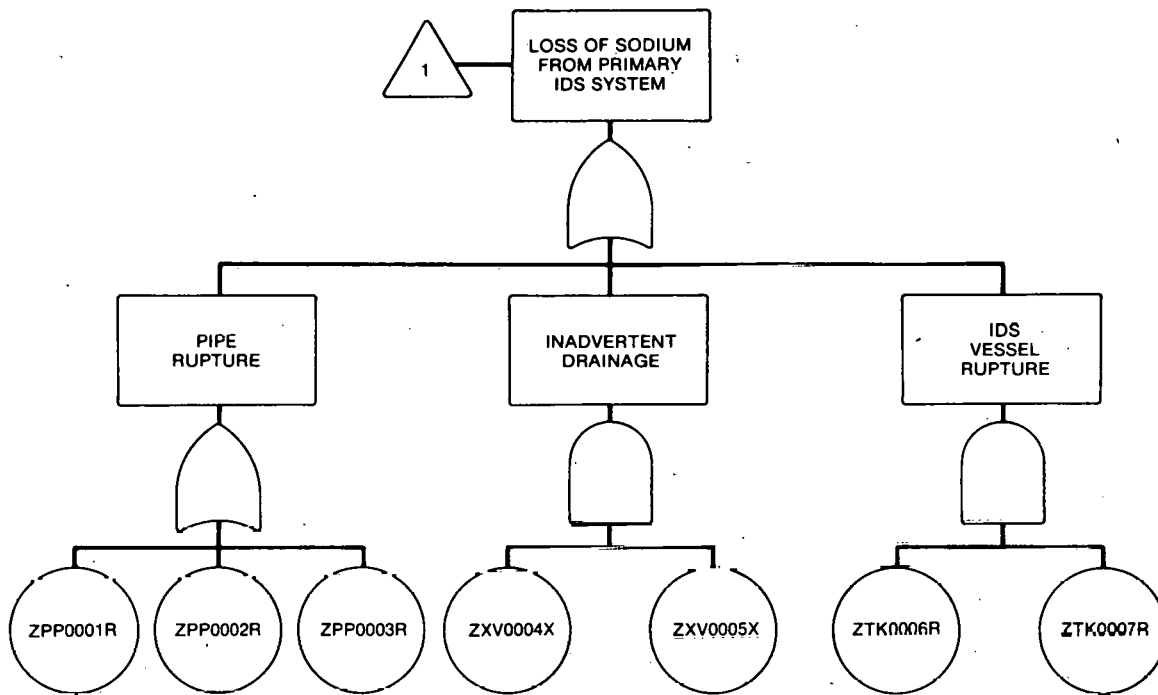 1
LOSS OF SODIUM
FROM PRIMARY
IDS SYSTEM
PIPE
RUPTURE
INADVERTENT
DRAINAGE
IDS
VESSEL
RUPTURE
ZPP0001R
ZPP0002R
ZPP0003R
ZXV0004X
ZXV0005X
ZTK0006R
ZTK0007R